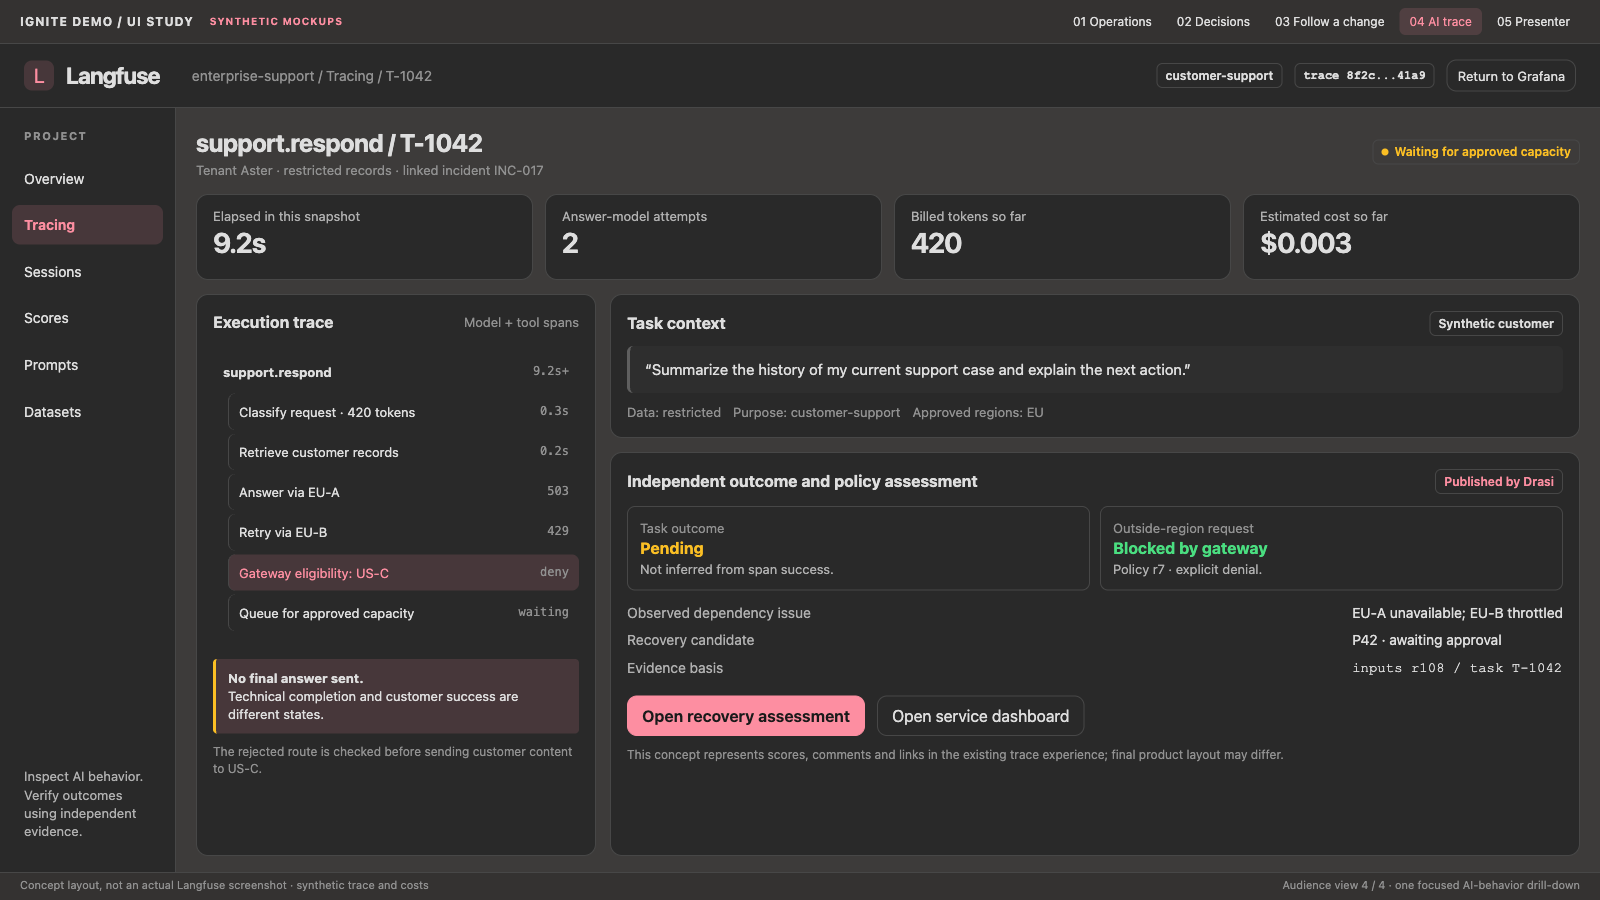 IGNITE DEMO / UI STUDY SYNTHETIC MOCKUPS 01 Operations 02 Decisions 03 Follow a change 04 AI trace 05 Presenter
L Langfuse enterprise-support / Tracing / T-1042 customer-support trace 8f2c...41a9 Return to Grafana
PROJECT
Overview
Tracing
Sessions
Scores
Prompts
Datasets
Inspect AI behavior.
Verify outcomes
using independent
evidence.
support.respond / T-1042
Tenant Aster · restricted records · linked incident INC-017
Waiting for approved capacity
Elapsed in this snapshot
9.2s
Answer-model attempts
2
Billed tokens so far
420
Estimated cost so far
$0.003
Execution trace Model + tool spans
support.respond 9.2s+
Classify request · 420 tokens 0.3s
Retrieve customer records 0.2s
Answer via EU-A 503
Retry via EU-B 429
Gateway eligibility: US-C deny
Queue for approved capacity waiting
No final answer sent.
Technical completion and customer success are
different states.
The rejected route is checked before sending customer content
to US-C.
Task context Synthetic customer
“Summarize the history of my current support case and explain the next action.”
Data: restricted Purpose: customer-support Approved regions: EU
Independent outcome and policy assessment Published by Drasi
Task outcome
Pending
Not inferred from span success.
Outside-region request
Blocked by gateway
Policy r7 · explicit denial.
Observed dependency issue EU-A unavailable; EU-B throttled
Recovery candidate P42 · awaiting approval
Evidence basis inputs r108 / task T-1042
Open recovery assessment Open service dashboard
This concept represents scores, comments and links in the existing trace experience; final product layout may differ.
Concept layout, not an actual Langfuse screenshot · synthetic trace and costs Audience view 4 / 4 · one focused AI-behavior drill-down